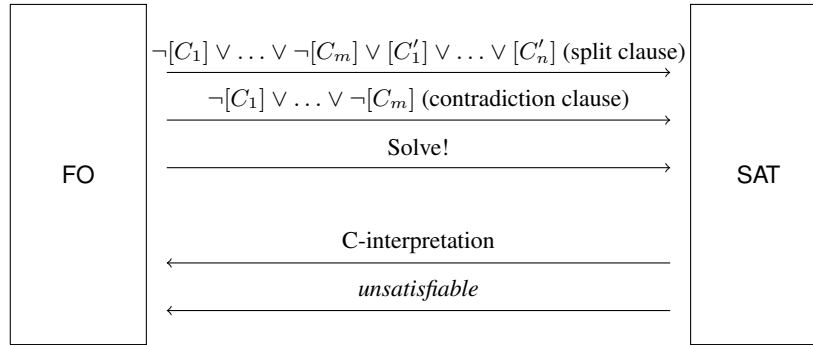 ¬[C₁] ∨ … ∨ ¬[Cₘ] ∨ [C′₁] ∨ … ∨ [C′ₙ] (split clause)
¬[C₁] ∨ … ∨ ¬[Cₘ] (contradiction clause)
Solve!
FO
SAT
C-interpretation
unsatisfiable